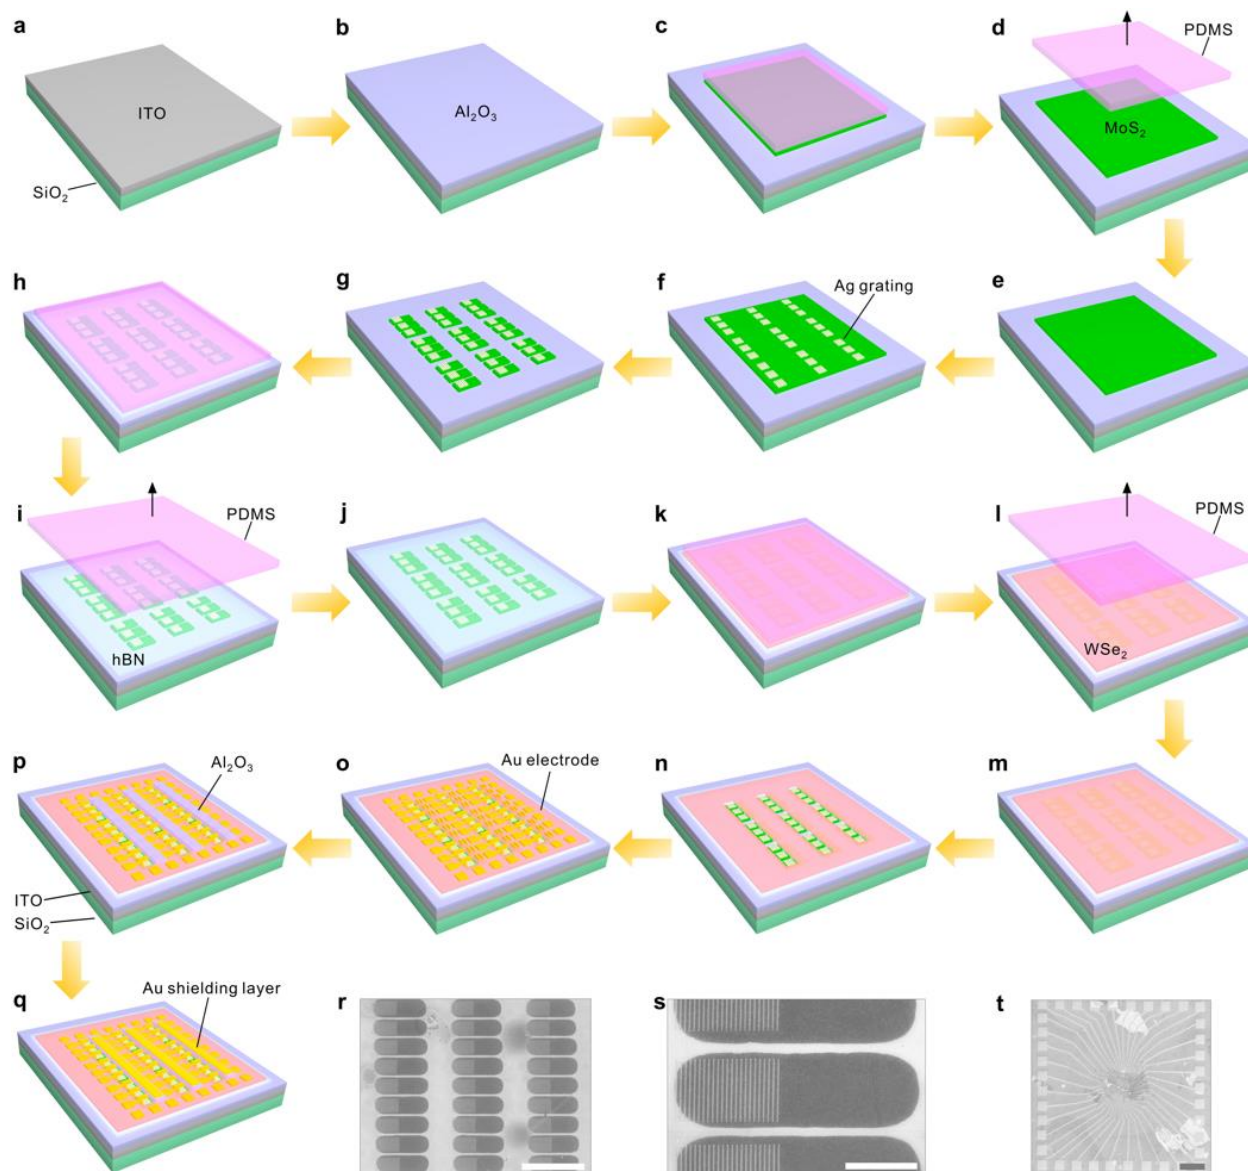 a
b
c
d
PDMS
ITO
Al₂O₃
MoS₂
SiO₂
h
g
f
Ag grating
e
i
PDMS
j
k
l
PDMS
hBN
WSe₂
p
Al₂O₃
o
Au electrode
n
m
ITO
SiO₂
q
Au shielding layer
r
s
t